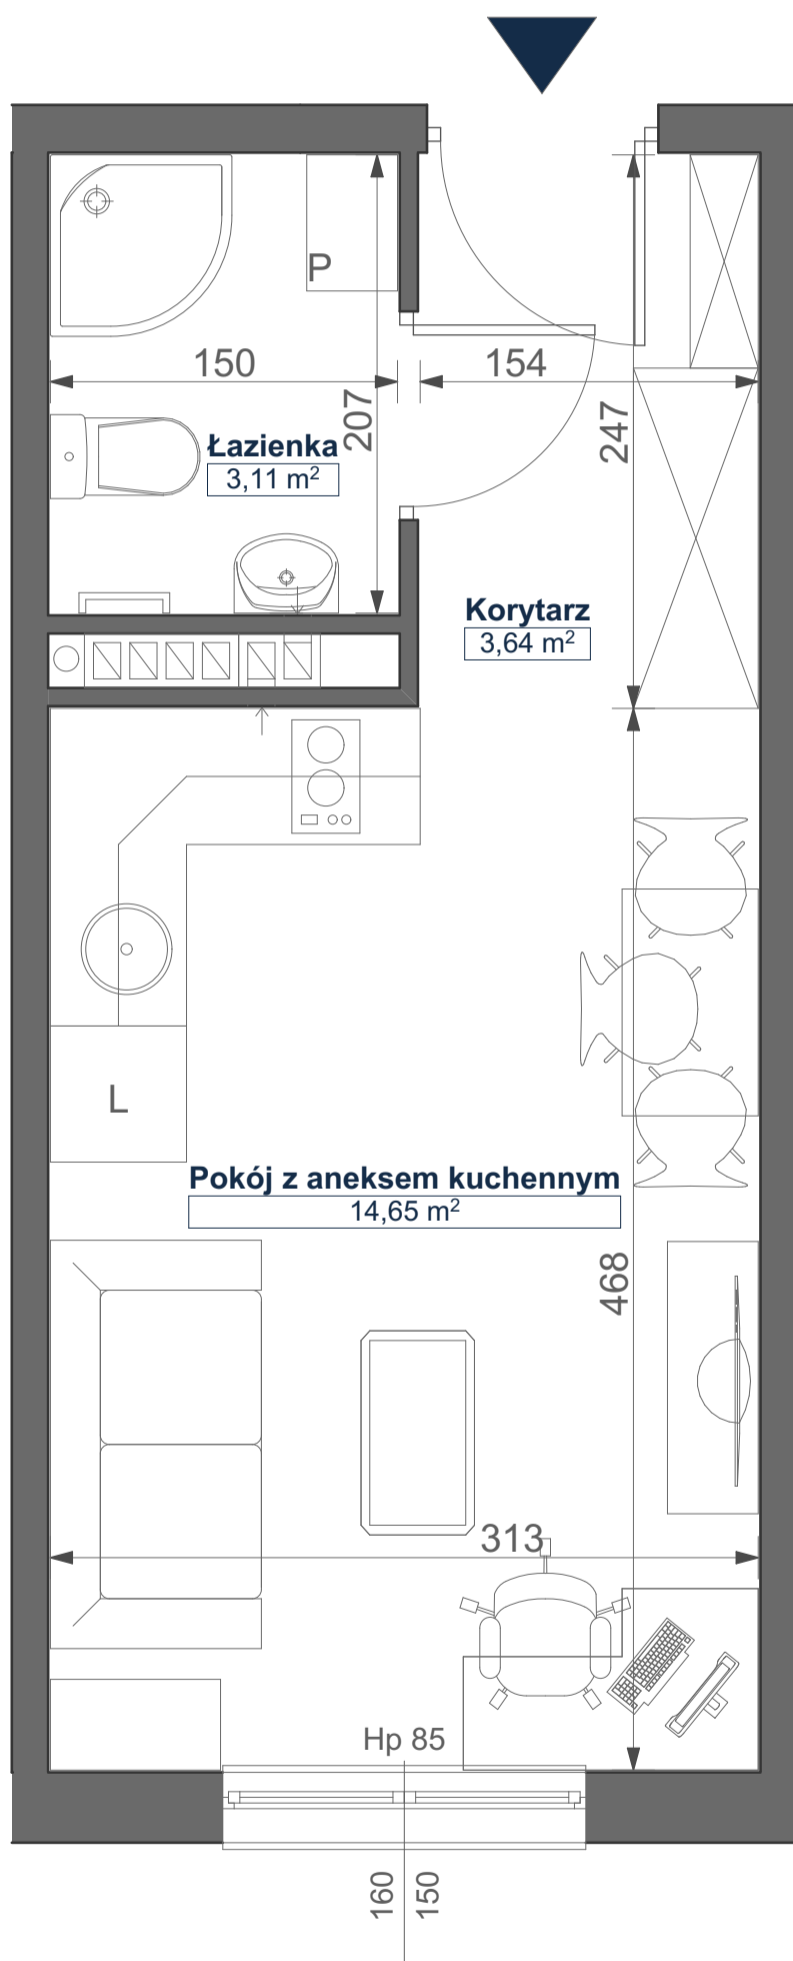 P
150
154
207
247
Łazienka
3,11 m²
Korytarz
3,64 m²
L
Pokój z aneksem kuchennym
14,65 m²
468
313
Hp 85
160
150